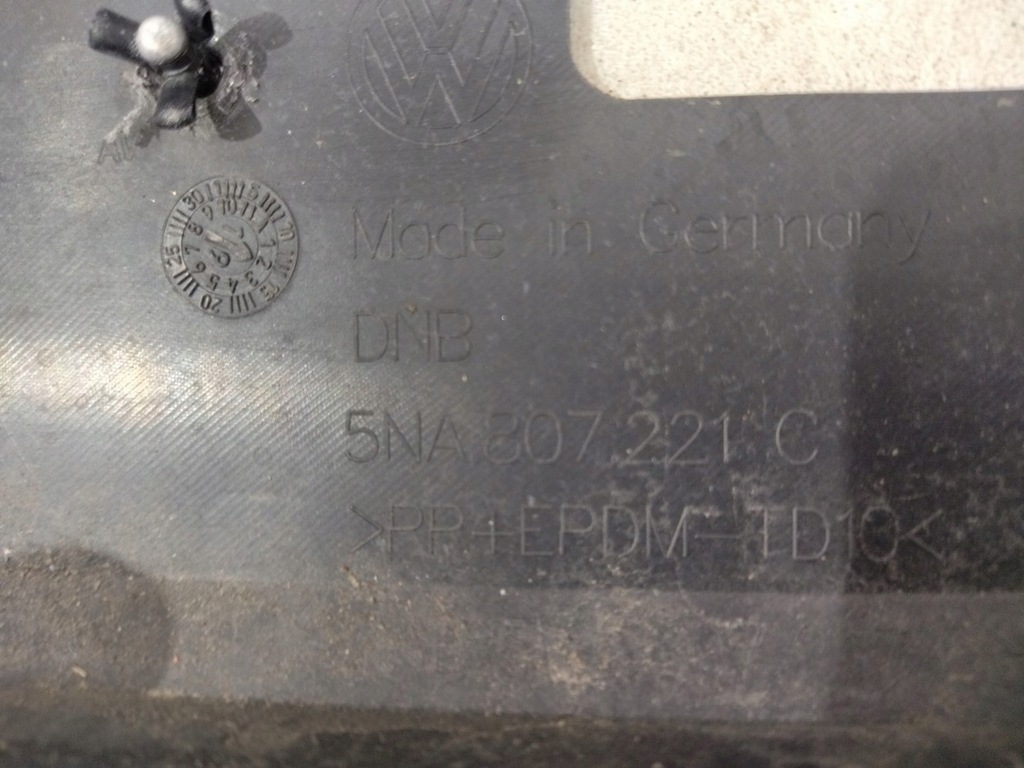 Made in Germany
DNB
5NA.807.221 C
>PP+EPDM-TD10<